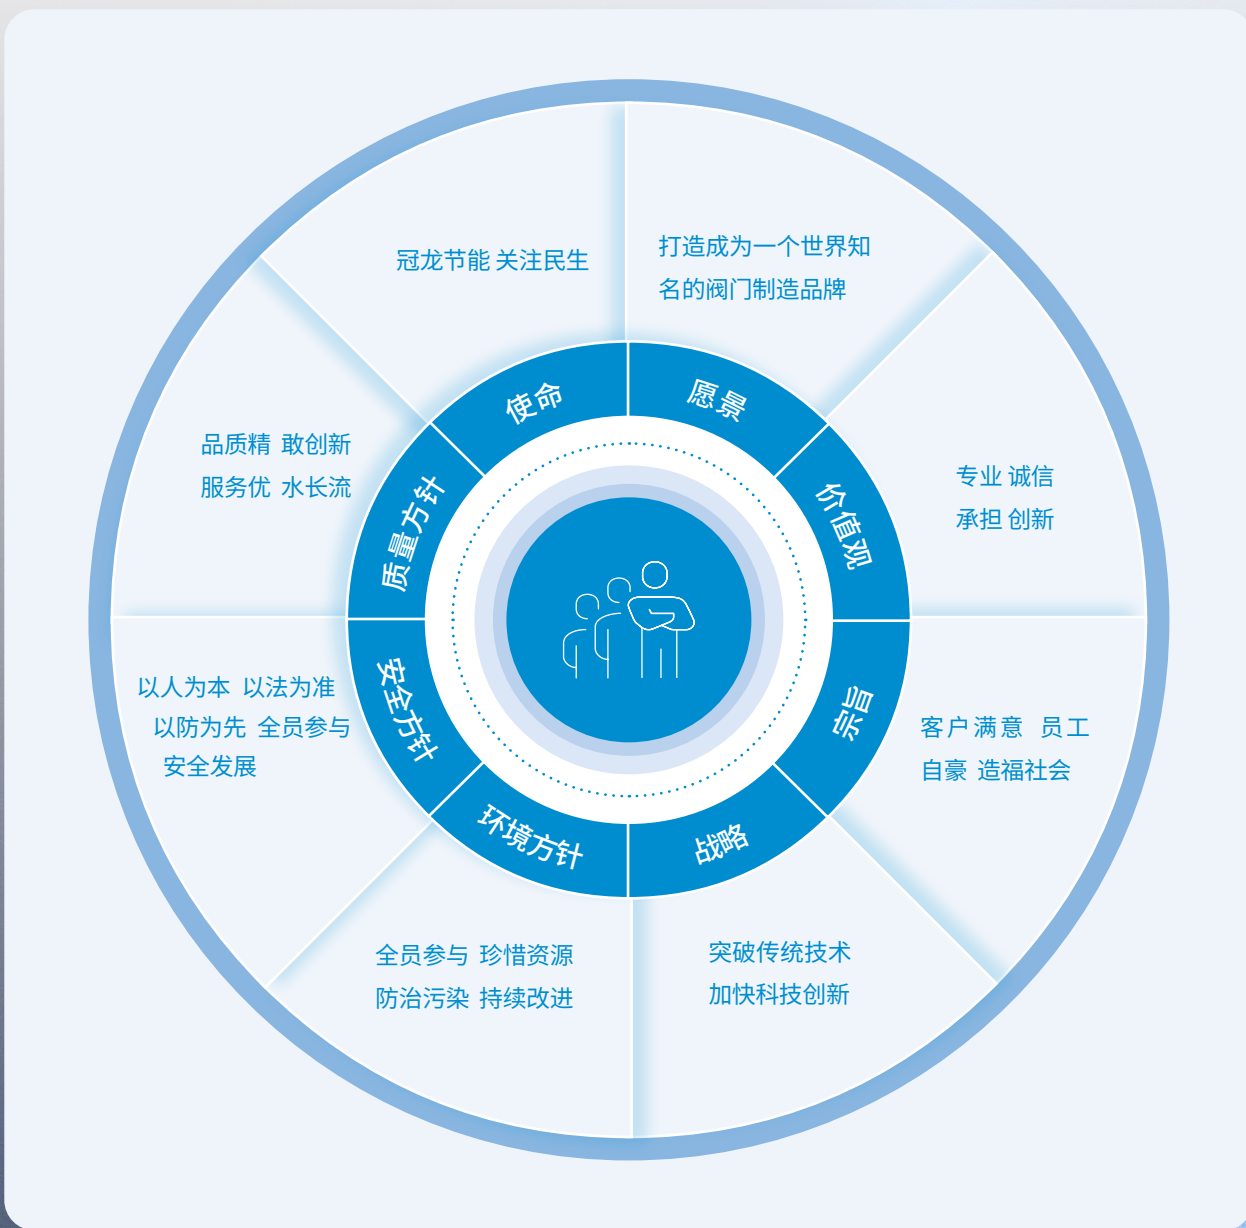 冠龙节能 关注民生
打造成为一个世界知
名的阀门制造品牌
使命
愿景
品质精 敢创新
服务优 水长流
质量方针
价值观
专业 诚信
承担 创新
以人为本 以法为准
以防为先 全员参与
安全发展
安全方针
宗旨
客户满意 员工
自豪 造福社会
环境方针
战略
全员参与 珍惜资源
防治污染 持续改进
突破传统技术
加快科技创新